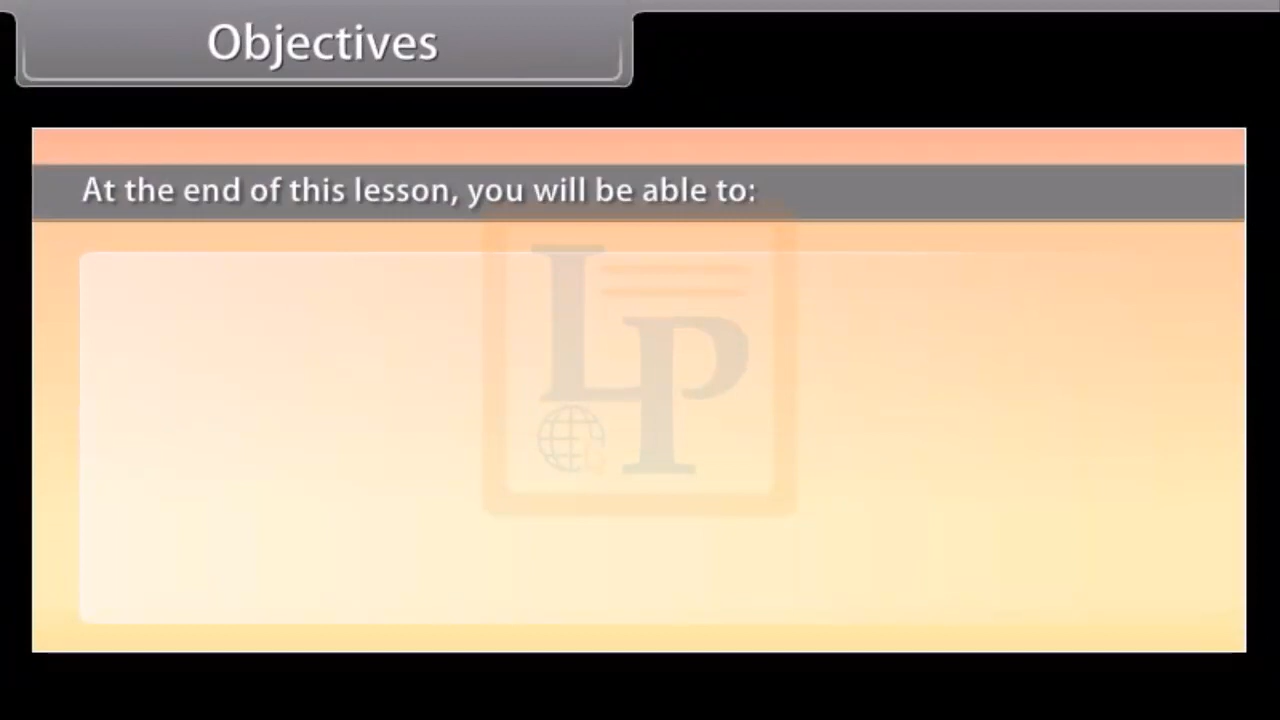 Objectives
At the end of this lesson, you will be able to:
LP